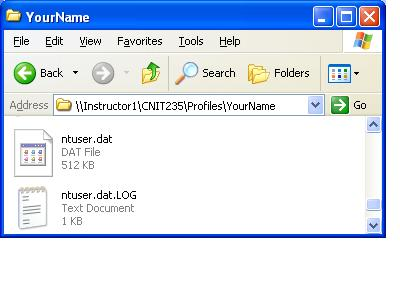 YourName
File Edit View Favorites Tools Help
Back Search Folders
Address \\Instructor1\CNIT235\Profiles\YourName Go
ntuser.dat
DAT File
512 KB
ntuser.dat.LOG
Text Document
1 KB